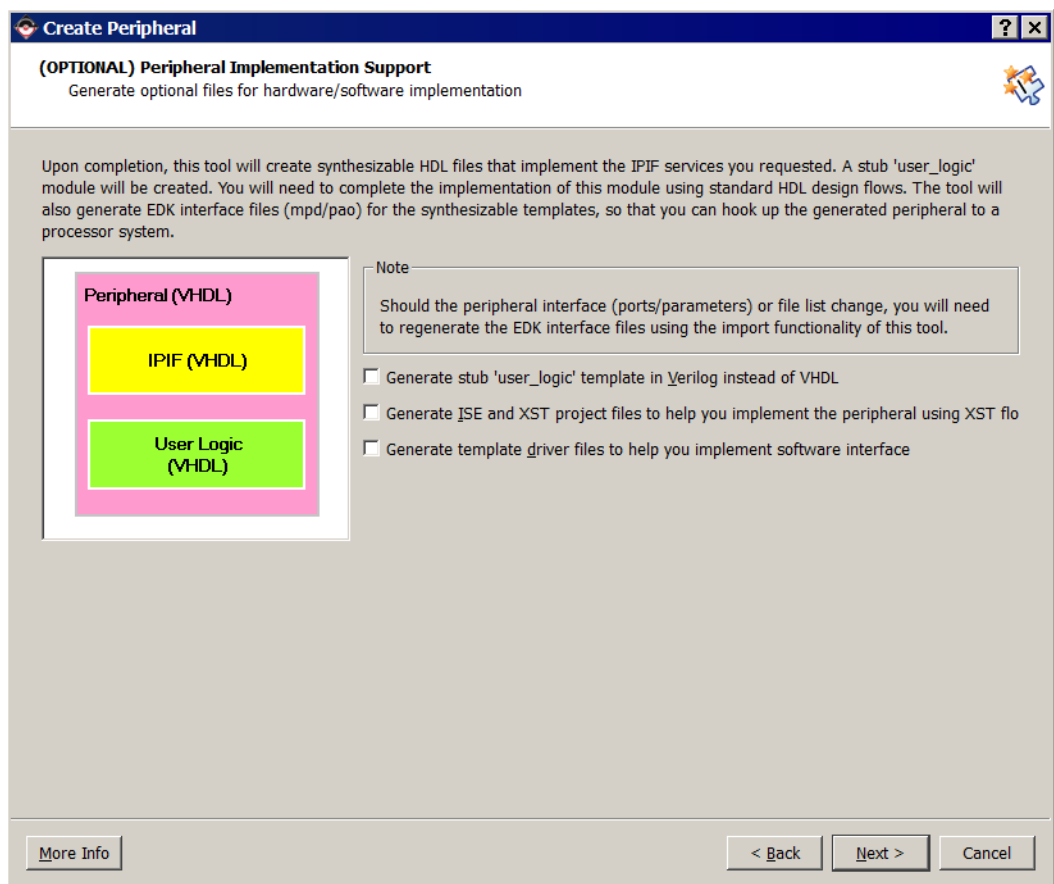 Create Peripheral
(OPTIONAL) Peripheral Implementation Support
Generate optional files for hardware/software implementation
Upon completion, this tool will create synthesizable HDL files that implement the IPIF services you requested. A stub 'user_logic'
module will be created. You will need to complete the implementation of this module using standard HDL design flows. The tool will
also generate EDK interface files (mpd/pao) for the synthesizable templates, so that you can hook up the generated peripheral to a
processor system.
Peripheral (VHDL)
IPIF (VHDL)
User Logic
(VHDL)
Note
Should the peripheral interface (ports/parameters) or file list change, you will need
to regenerate the EDK interface files using the import functionality of this tool.
Generate stub 'user_logic' template in Verilog instead of VHDL
Generate ISE and XST project files to help you implement the peripheral using XST flo
Generate template driver files to help you implement software interface
More Info
< Back
Next >
Cancel